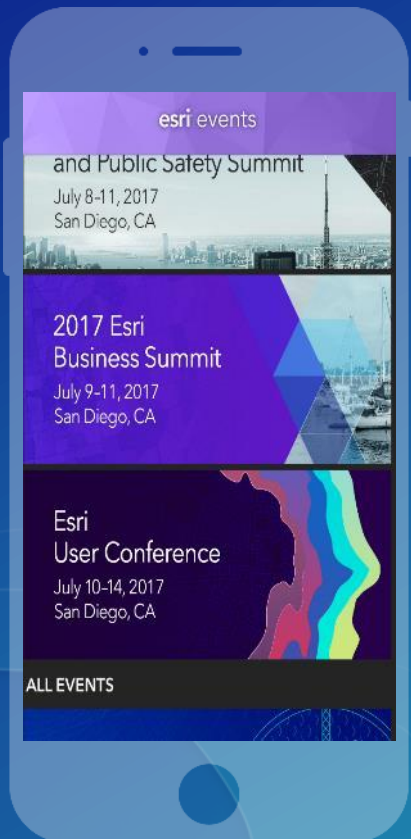 esri events
and Public Safety Summit
July 8-11, 2017
San Diego, CA
2017 Esri
Business Summit
July 9-11, 2017
San Diego, CA
Esri
User Conference
July 10-14, 2017
San Diego, CA
ALL EVENTS